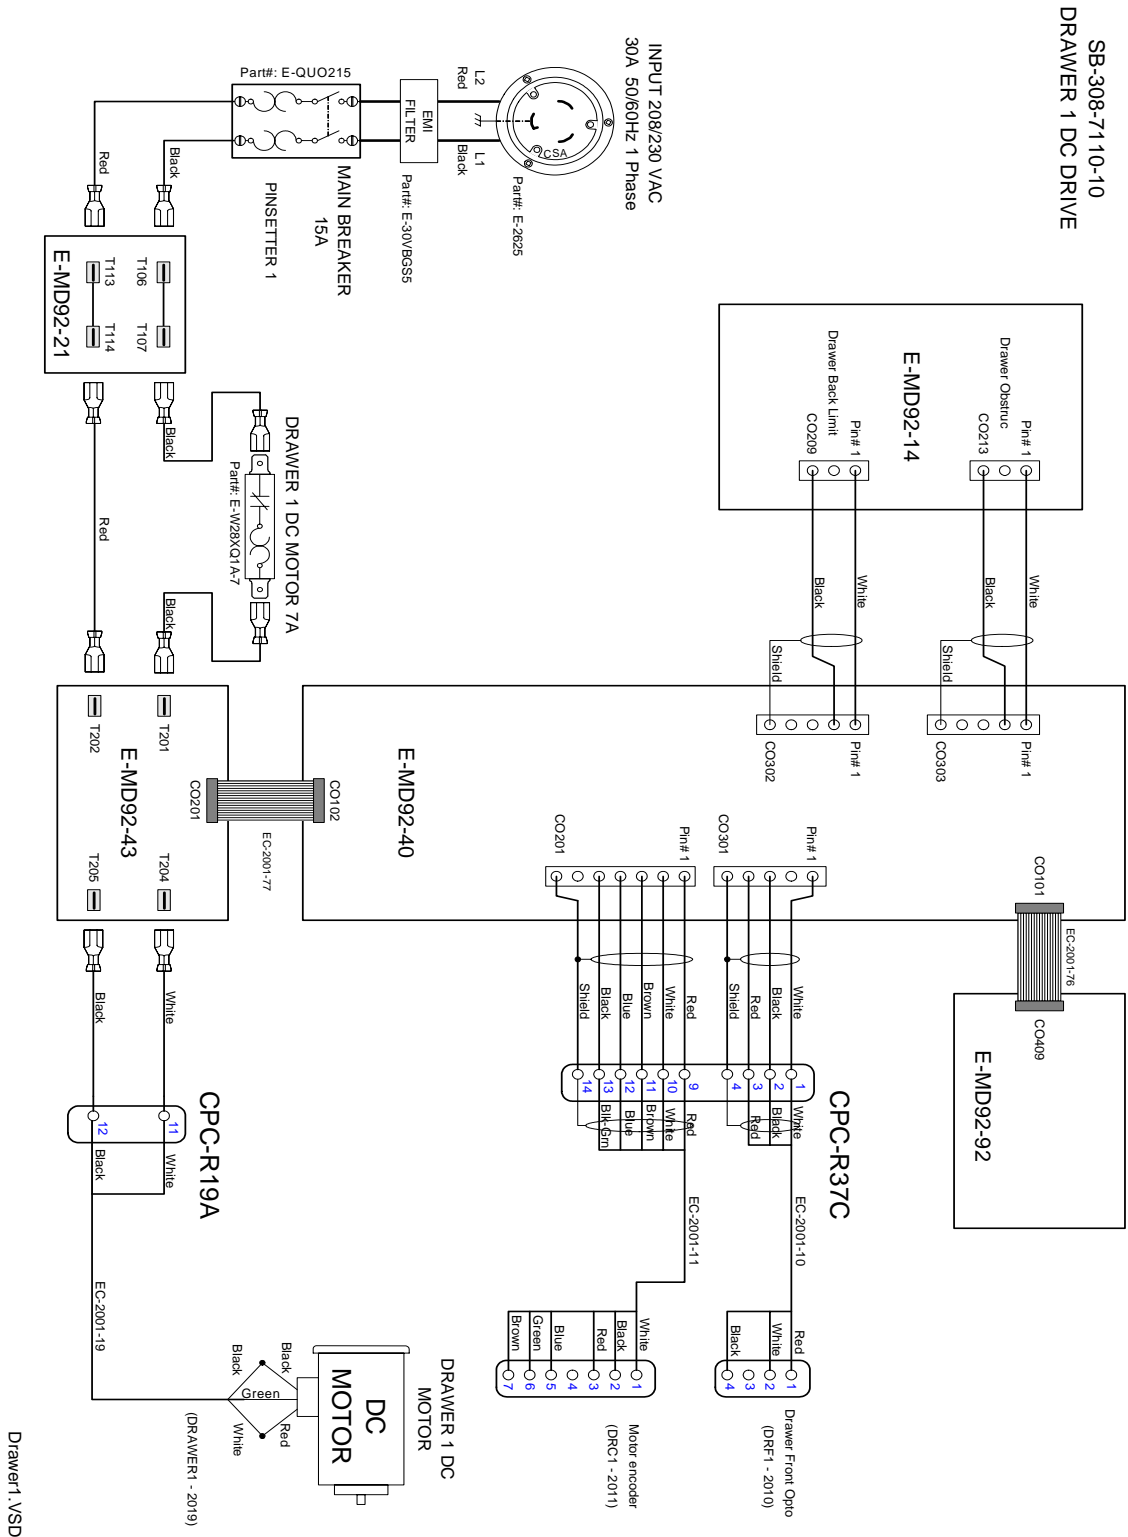 SB-308-7110-10
DRAWER 1 DC DRIVE
INPUT 208/230 VAC
30A 50/60Hz 1 Phase
L2
Red
L1
Black
CSA
Part#: E-2625
EMI
FILTER
Part#: E-30VBGS5
Part#: E-QUO215
MAIN BREAKER
15A
PINSETTER 1
Red
Black
T106
T107
T113
T114
E-MD92-21
Black
Red
DRAWER 1 DC MOTOR 7A
Part#: E-W28XQ1A-7
Black
E-MD92-14
Drawer Obstruc
Pin# 1
CO213
Drawer Back Limit
Pin# 1
CO209
White
Black
Shield
White
Black
Shield
Pin# 1
CO303
Pin# 1
CO302
E-MD92-40
T201
T202
E-MD92-43
T204
T205
CO201
CO102
EC-2001-77
CO101
EC-2001-76
CO409
E-MD92-92
Pin# 1
CO301
Pin# 1
CO201
White
Black
Red
Shield
Red
White
Brown
Blue
Black
Shield
CPC-R37C
1
2
3
4
9
10
11
12
13
14
White
Black
Red
Red
White
Brown
Blue
Blk-Grn
EC-2001-10
EC-2001-11
Red
White
Black
1
2
3
4
Drawer Front Opto
(DRF1 - 2010)
White
Black
Red
Blue
Green
Brown
1
2
3
4
5
6
7
Motor encoder
(DRC1 - 2011)
White
Black
CPC-R19A
11
12
White
Black
EC-2001-19
Black
Black
Green
Red
White
DC
MOTOR
DRAWER 1 DC
MOTOR
(DRAWER1 - 2019)
Drawer1.VSD